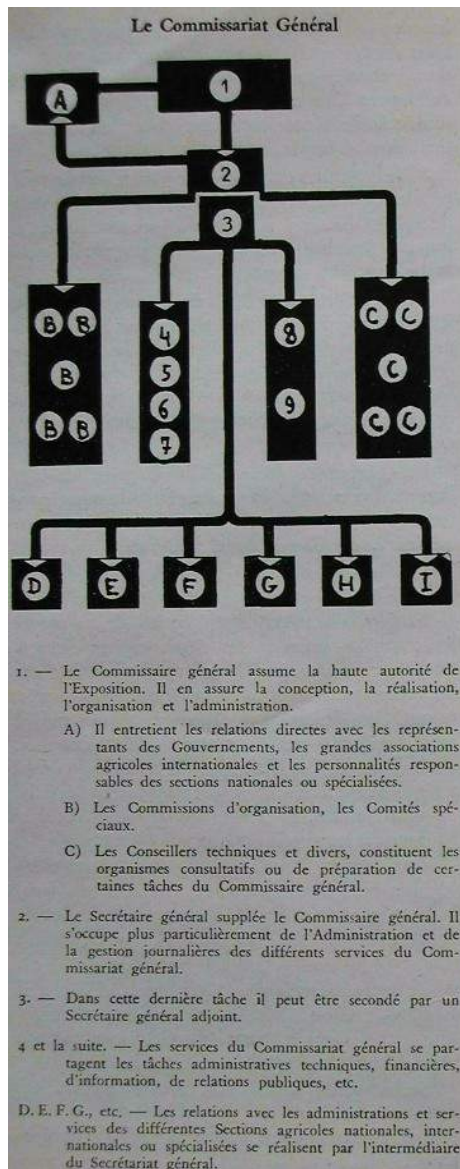 Le Commissariat Général
A 1
2
3
B B 4 8 C C
B 5 C
B B 6 9 C C
7
D E F G H I
1. — Le Commissaire général assume la haute autorité de
l'Exposition. Il en assure la conception, la réalisation,
l'organisation et l'administration.
A) Il entretient les relations directes avec les représen-
tants des Gouvernements, les grandes associations
agricoles internationales et les personnalités respon-
sables des sections nationales ou spécialisées.
B) Les Commissions d'organisation, les Comités spé-
ciaux.
C) Les Conseillers techniques et divers, constituent les
organismes consultatifs ou de préparation de cer-
taines tâches du Commissaire général.
2. — Le Secrétaire général supplée le Commissaire général. Il
s'occupe plus particulièrement de l'Administration et de
la gestion journalières des différents services du Com-
missariat général.
3. — Dans cette dernière tâche il peut être secondé par un
Secrétaire général adjoint.
4 et la suite. — Les services du Commissariat général se par-
tagent les tâches administratives techniques, financières,
d'information, de relations publiques, etc.
D. E. F. G., etc. — Les relations avec les administrations et ser-
vices des différentes Sections agricoles nationales, inter-
nationales ou spécialisées se réalisent par l'intermédiaire
du Secrétariat général.